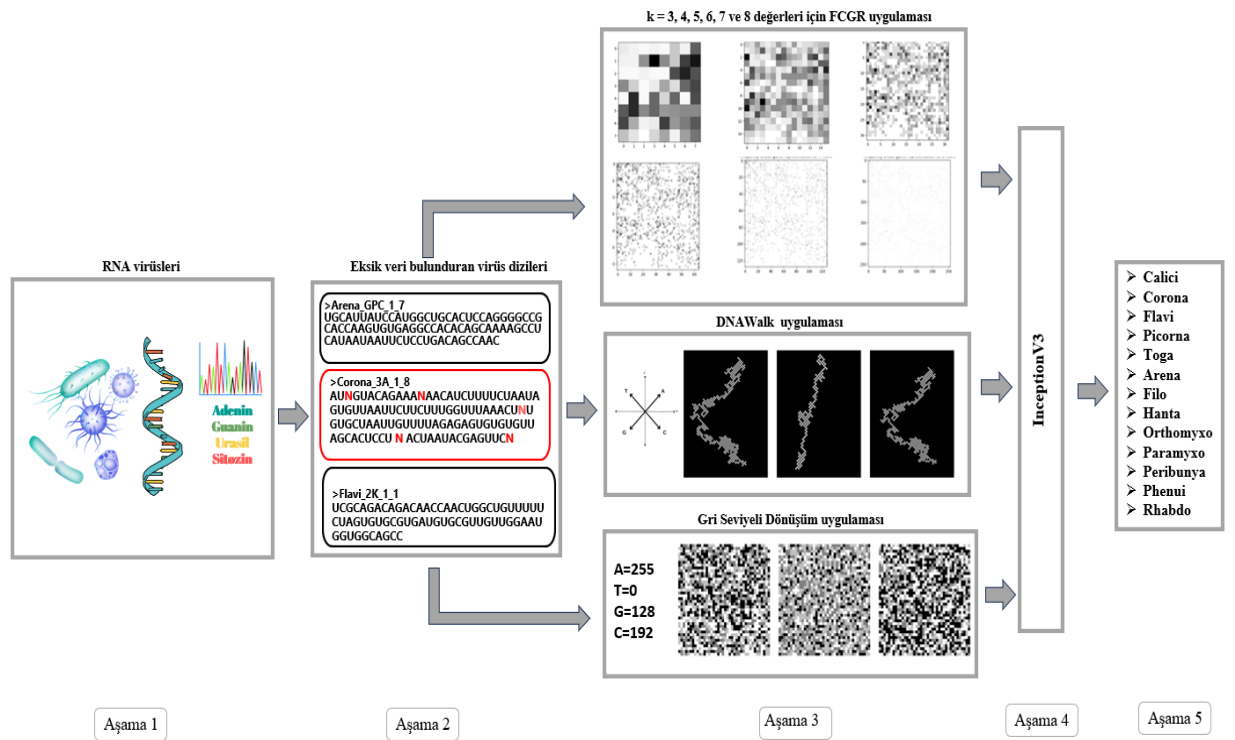 k = 3, 4, 5, 6, 7 ve 8 değerleri için FCGR uygulaması
RNA virüsleri
Adenin
Guanin
Urasil
Sitozin
Eksik veri bulunduran virüs dizileri
>Arena_GPC_1_7
UGCAUUAUCCAUGGCUGCACUCCAGGGGCCG
CACCAAGUGUGAGGCCACACAGCAAAAGCCU
CAUAAUAAUUCUCCUGACAGCCAAC
>Corona_3A_1_8
AUNGUACAGAAANAACAUCUUUUCUAAUA
GUGUUAAUUCUUCUUUGGUUUAAACUNU
GUGCUAAUUGUUUUAGAGAGUGUGUGUU
AGCACUCCU N ACUAAUACGAGUUCN
>Flavi_2K_1_1
UCGCAGACAGACAACCAACUGGCUGUUUUU
CUAGUGUGCGUGAUGUGCGUUGUUGGAAU
GGUGGCAGCC
DNAWalk uygulaması
T
A
G
C
Gri Seviyeli Dönüşüm uygulaması
A=255
T=0
G=128
C=192
InceptionV3
Calici
Corona
Flavi
Picorna
Toga
Arena
Filo
Hanta
Orthomyxo
Paramyxo
Peribunya
Phenui
Rhabdo
Aşama 1
Aşama 2
Aşama 3
Aşama 4
Aşama 5